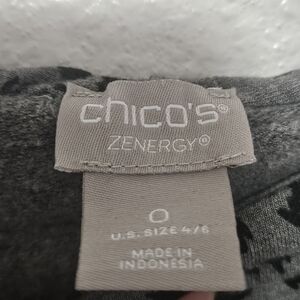 chico's®
ZENERGY®
0
U.S. SIZE 4/6
MADE IN
INDONESIA